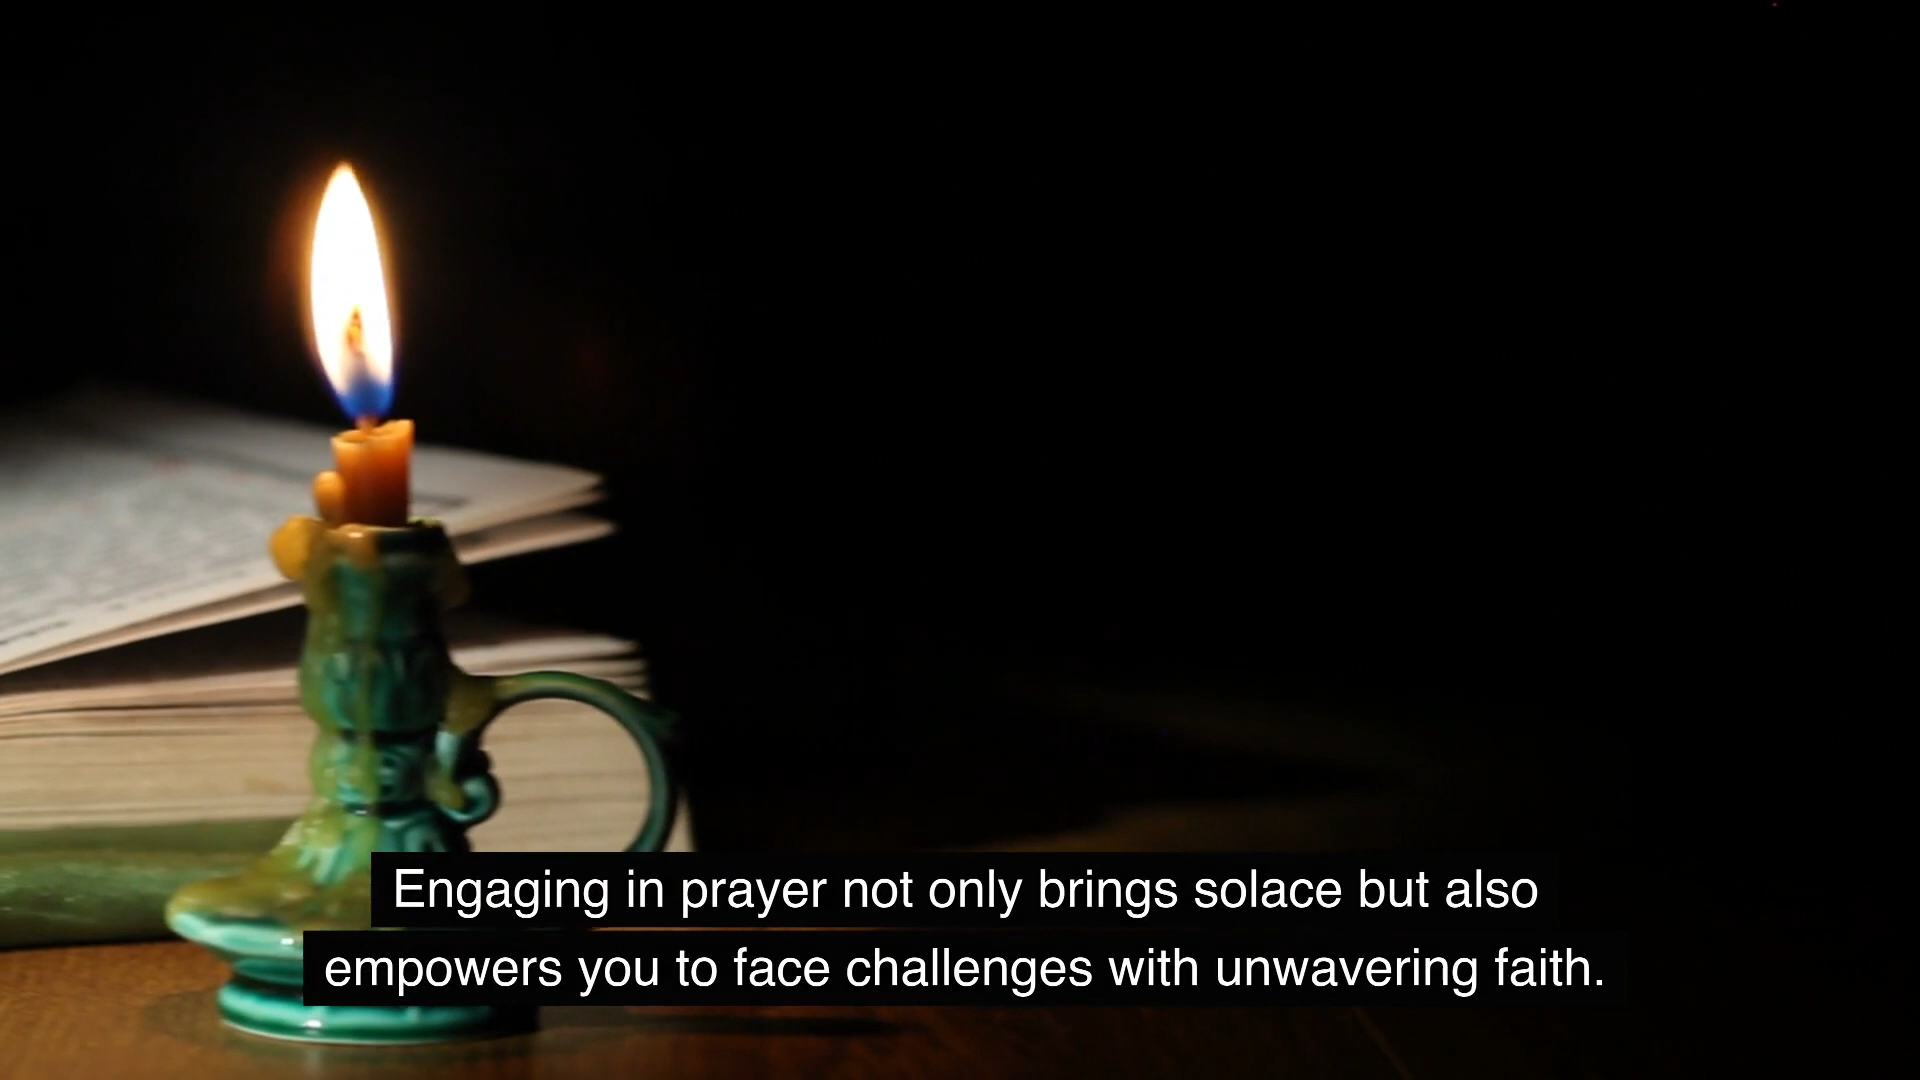 Engaging in prayer not only brings solace but also
empowers you to face challenges with unwavering faith.